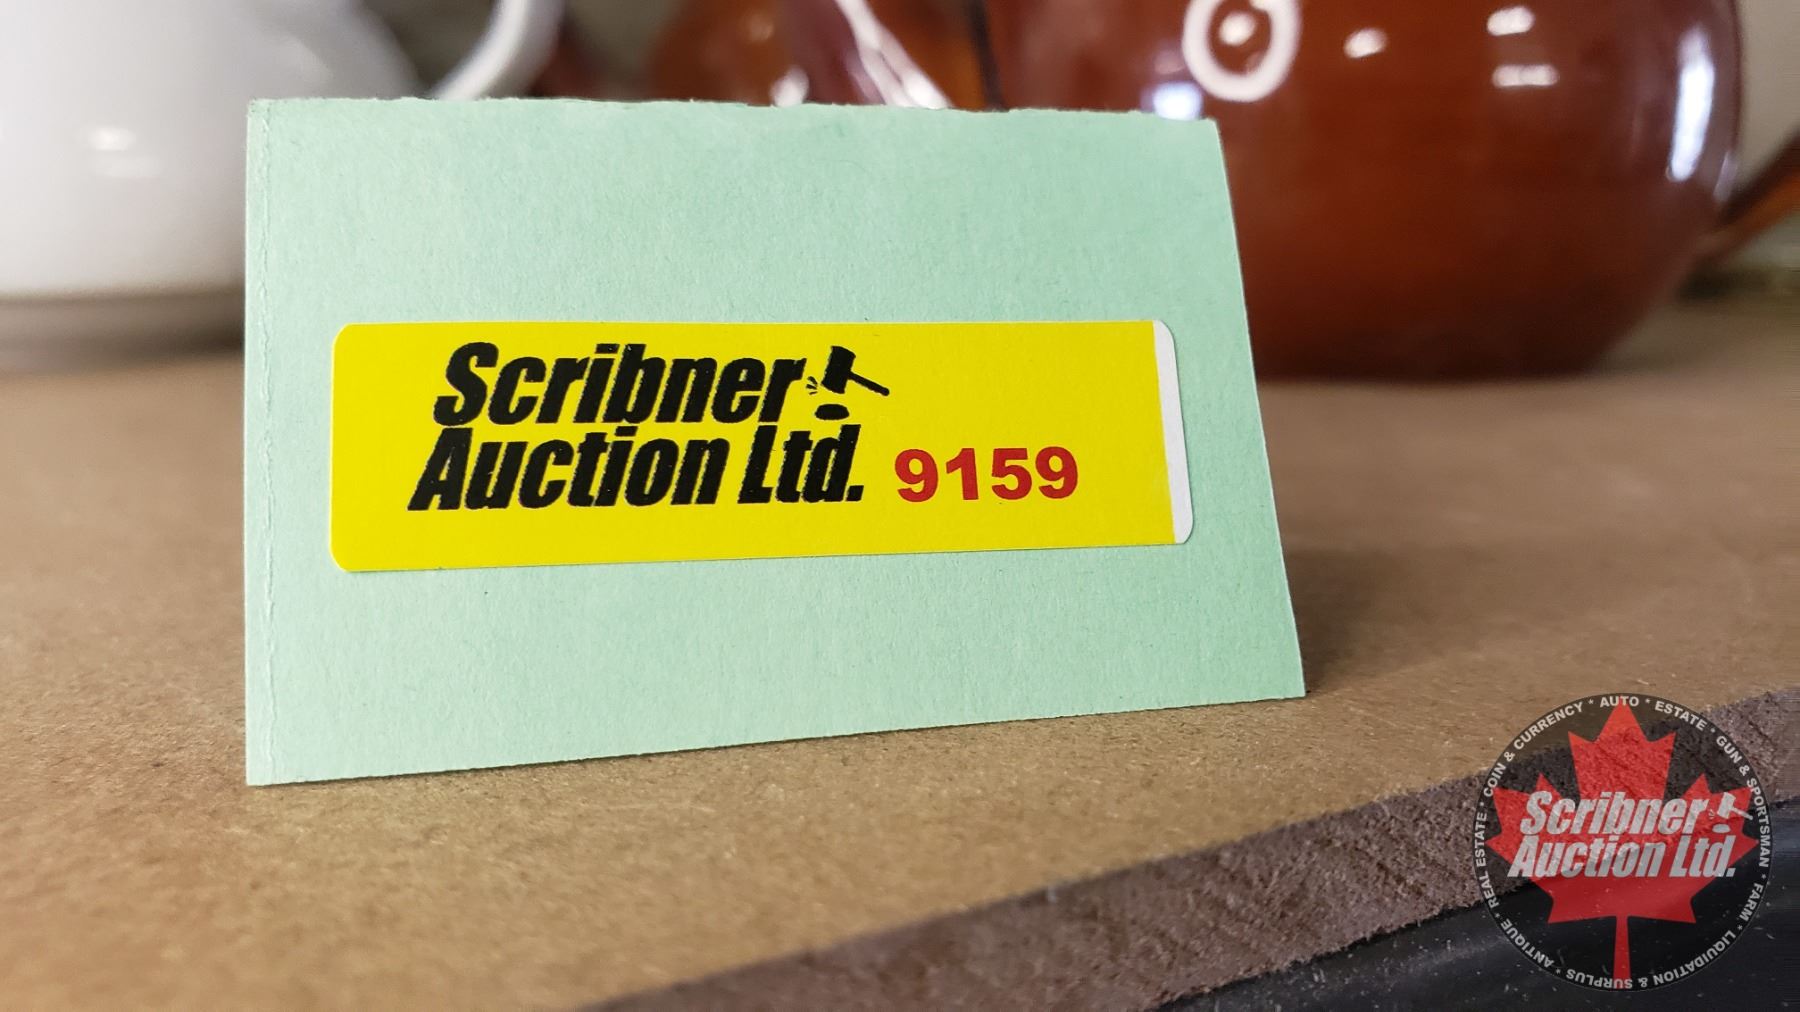 Scribner
Auction Ltd. 9159
COIN & CURRENCY * AUTO * ESTATE * GUN & SPORTSMAN * FARM * LIQUIDATION & SURPLUS * ANTIQUE * REAL ESTATE *
Scribner
Auction Ltd.